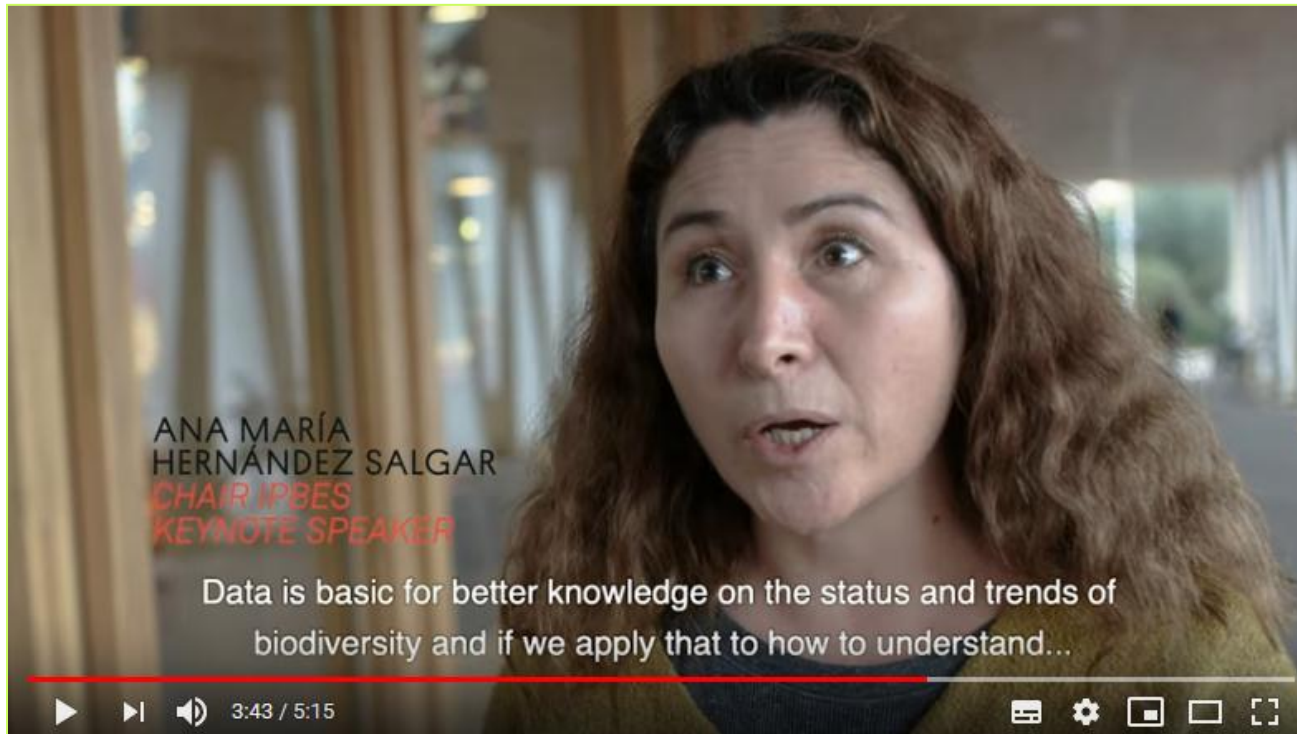 ANA MARÍA
HERNÁNDEZ SALGAR
CHAIR IPBES
KEYNOTE SPEAKER
Data is basic for better knowledge on the status and trends of
biodiversity and if we apply that to how to understand...
3:43 / 5:15